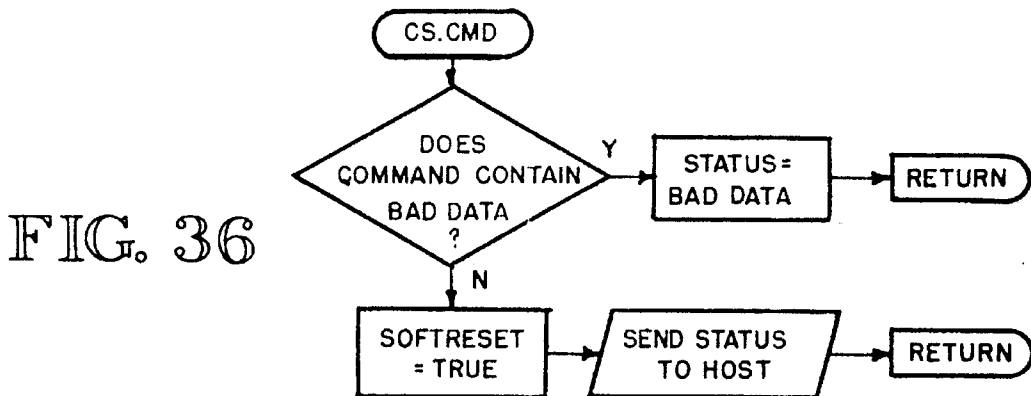 CS.CMD
DOES
COMMAND CONTAIN
BAD DATA
?
Y
STATUS=
BAD DATA
RETURN
FIG. 36
N
SOFTRESET
= TRUE
SEND STATUS
TO HOST
RETURN